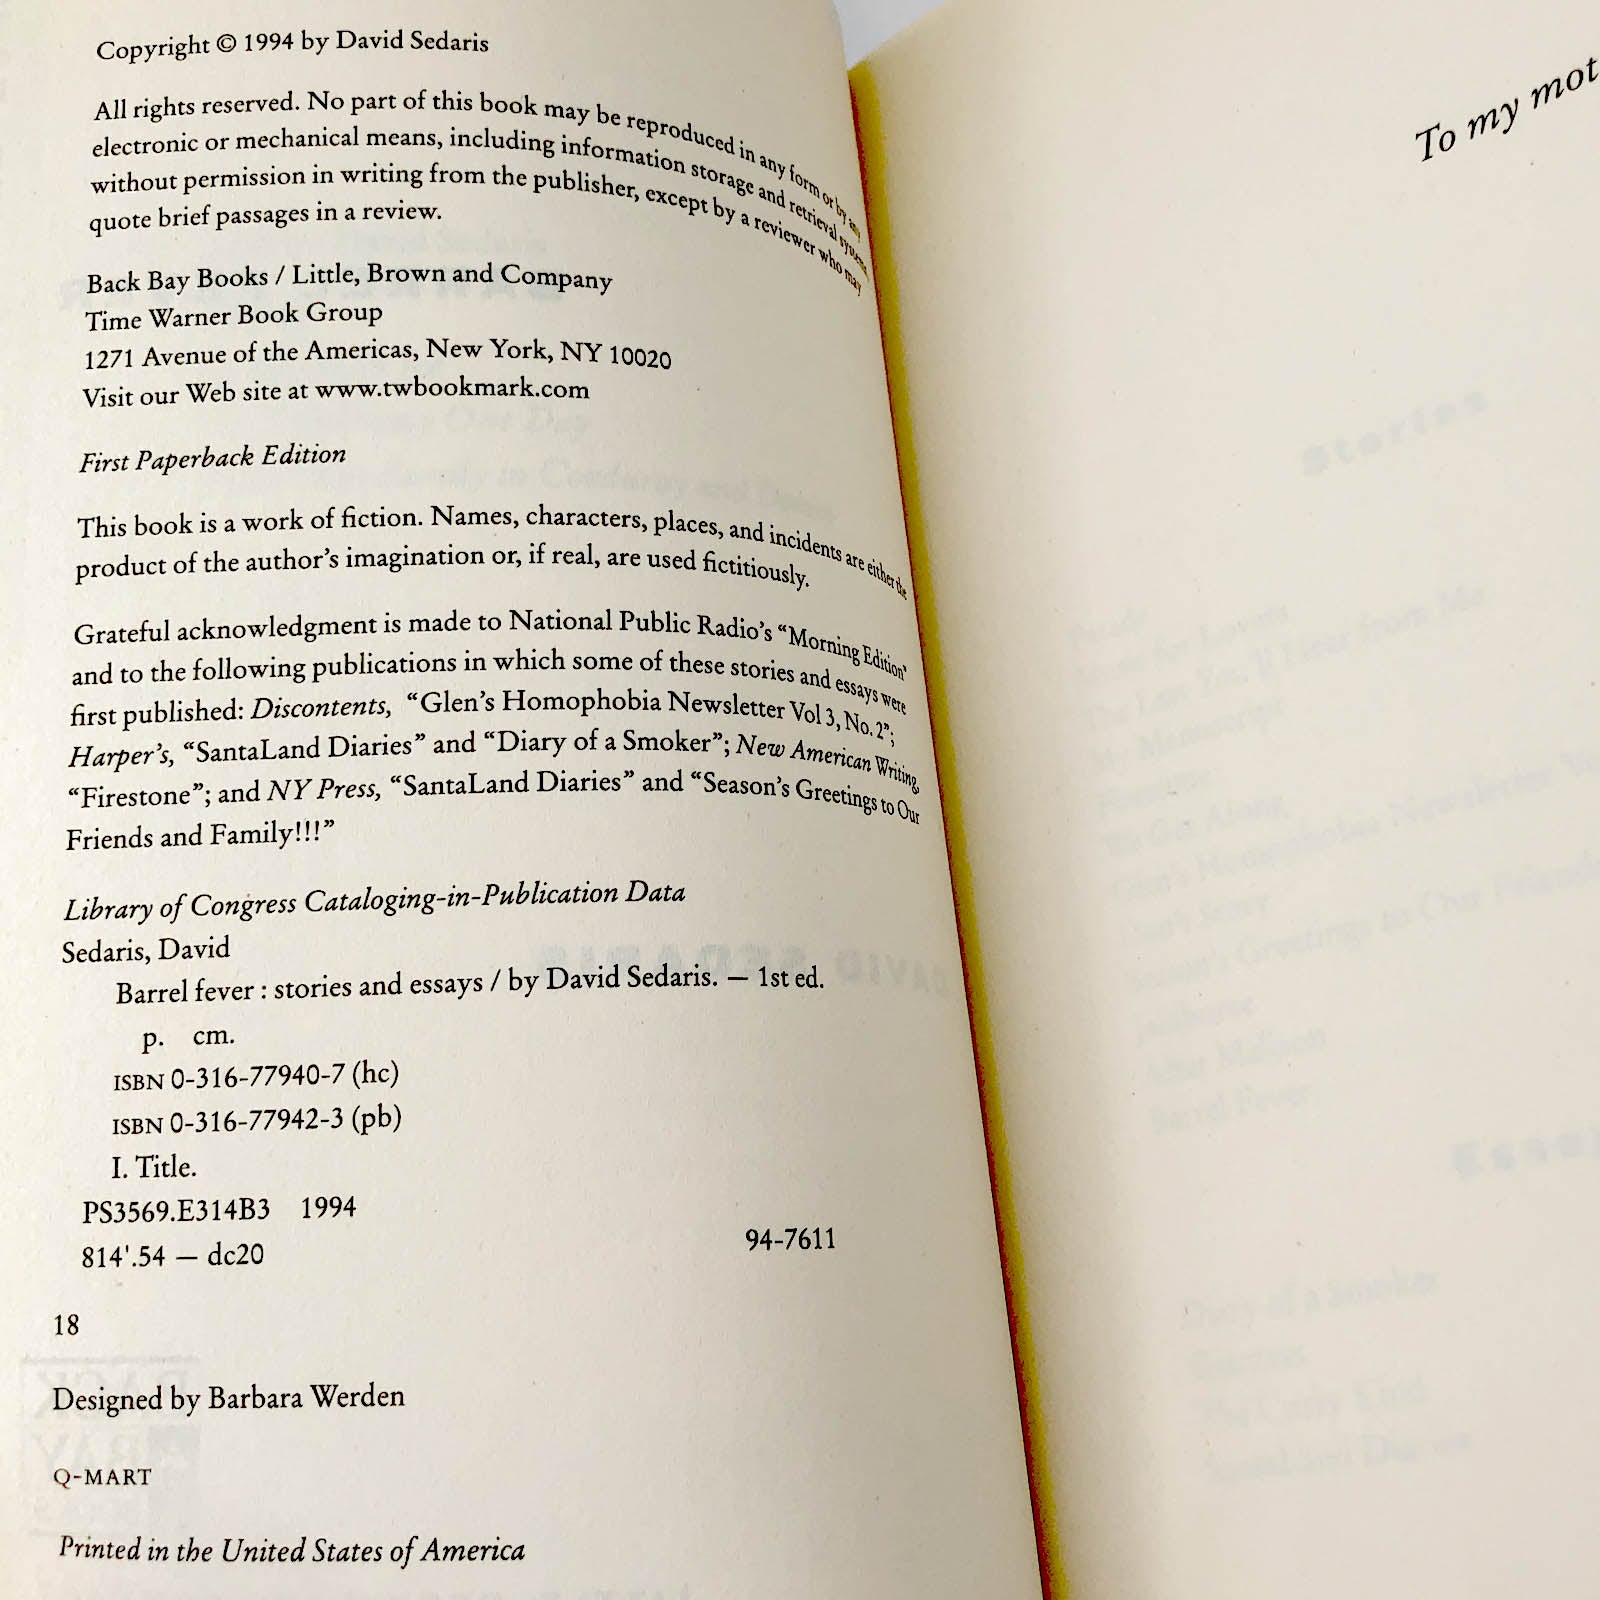 Copyright © 1994 by David Sedaris
All rights reserved. No part of this book may be reproduced in any form or by any
electronic or mechanical means, including information storage and retrieval systems,
without permission in writing from the publisher, except by a reviewer who may
quote brief passages in a review.
Back Bay Books / Little, Brown and Company
Time Warner Book Group
1271 Avenue of the Americas, New York, NY 10020
Visit our Web site at www.twbookmark.com
First Paperback Edition
This book is a work of fiction. Names, characters, places, and incidents are either the
product of the author's imagination or, if real, are used fictitiously.
Grateful acknowledgment is made to National Public Radio's “Morning Edition”
and to the following publications in which some of these stories and essays were
first published: Discontents, “Glen's Homophobia Newsletter Vol 3, No. 2”;
Harper's, “SantaLand Diaries” and “Diary of a Smoker”; New American Writing,
“Firestone”; and NY Press, “SantaLand Diaries” and “Season's Greetings to Our
Friends and Family!!!”
Library of Congress Cataloging-in-Publication Data
Sedaris, David
Barrel fever : stories and essays / by David Sedaris. — 1st ed.
p. cm.
ISBN 0-316-77940-7 (hc)
ISBN 0-316-77942-3 (pb)
I. Title.
PS3569.E314B3 1994
814'.54 — dc20 94-7611
18
Designed by Barbara Werden
Q-MART
Printed in the United States of America
To my mot
Stories